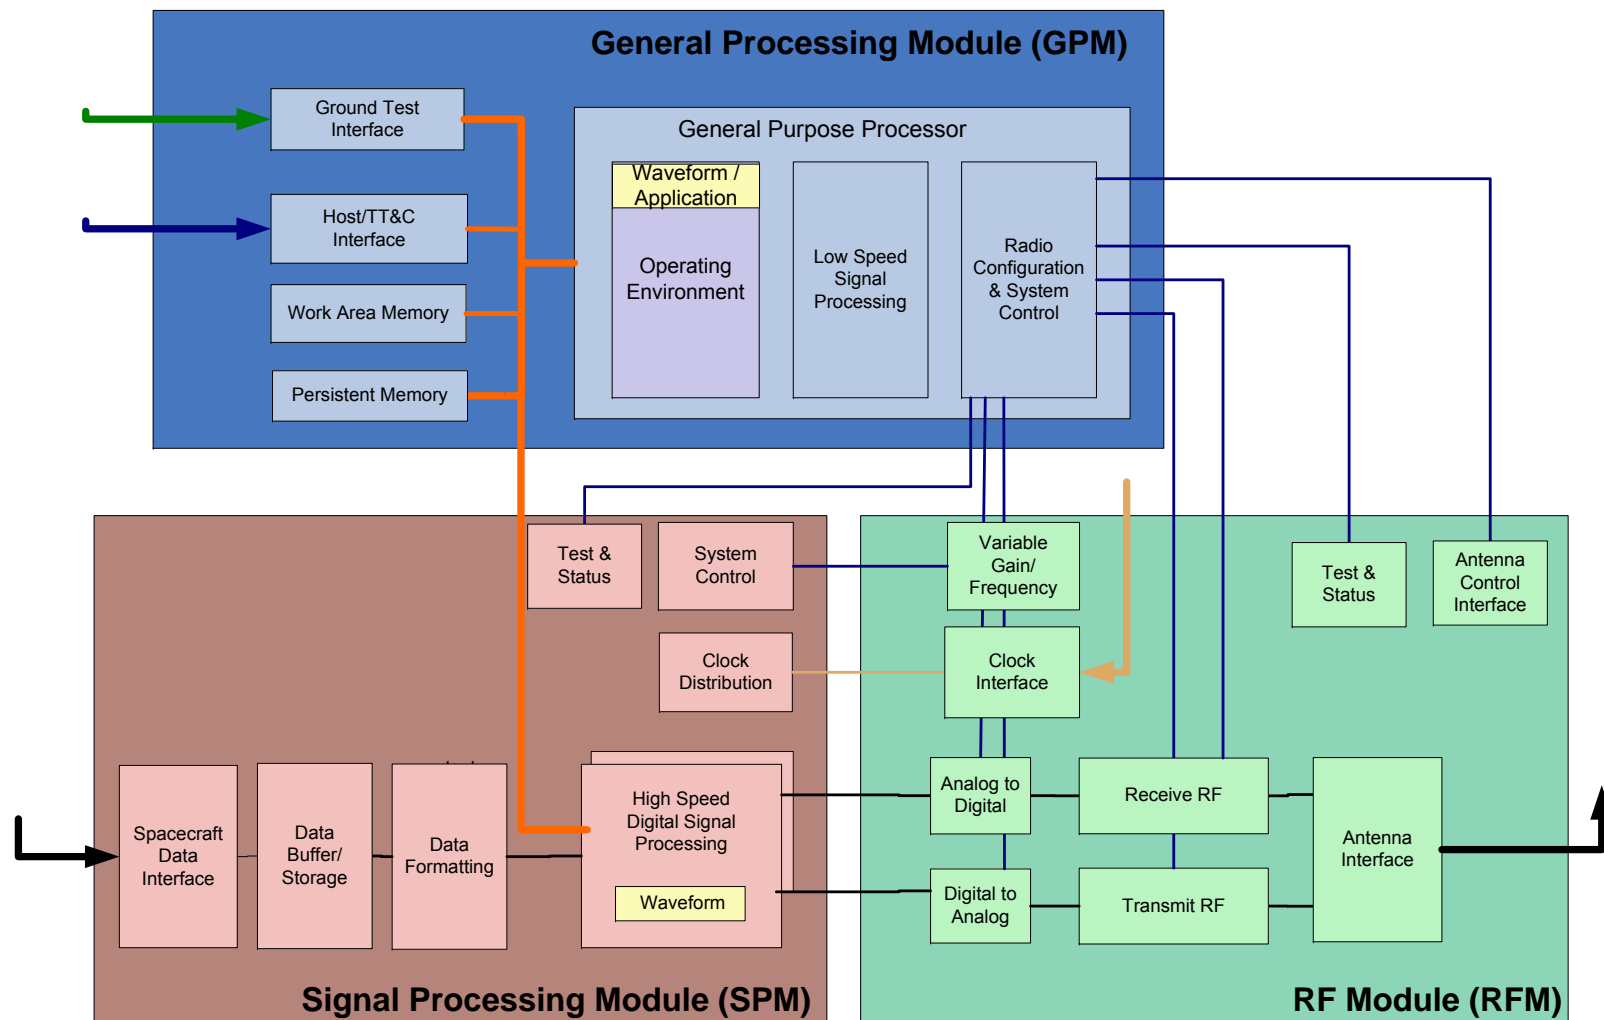 General Processing Module (GPM)
Ground Test
Interface
Host/TT&C
Interface
Work Area Memory
Persistent Memory
General Purpose Processor
Waveform /
Application
Operating
Environment
Low Speed
Signal
Processing
Radio
Configuration
& System
Control
Test &
Status
System
Control
Clock
Distribution
Spacecraft
Data
Interface
Data
Buffer/
Storage
Data
Formatting
High Speed
Digital Signal
Processing
Waveform
Signal Processing Module (SPM)
Variable
Gain/
Frequency
Clock
Interface
Test &
Status
Antenna
Control
Interface
Analog to
Digital
Receive RF
Digital to
Analog
Transmit RF
Antenna
Interface
RF Module (RFM)